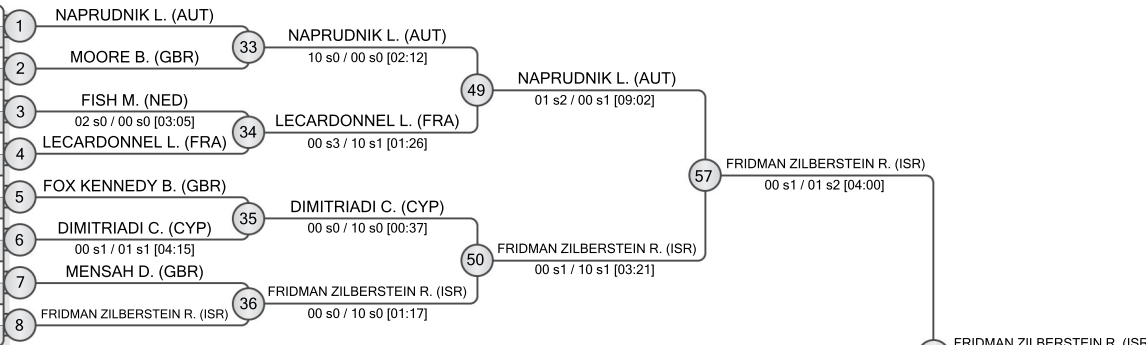 1
NAPRUDNIK L. (AUT)
33
NAPRUDNIK L. (AUT)
10 s0 / 00 s0 [02:12]
2
MOORE B. (GBR)
49
NAPRUDNIK L. (AUT)
01 s2 / 00 s1 [09:02]
3
FISH M. (NED)
02 s0 / 00 s0 [03:05]
34
LECARDONNEL L. (FRA)
00 s3 / 10 s1 [01:26]
4
LECARDONNEL L. (FRA)
57
FRIDMAN ZILBERSTEIN R. (ISR)
00 s1 / 01 s2 [04:00]
5
FOX KENNEDY B. (GBR)
35
DIMITRIADI C. (CYP)
00 s0 / 10 s0 [00:37]
6
DIMITRIADI C. (CYP)
00 s1 / 01 s1 [04:15]
50
FRIDMAN ZILBERSTEIN R. (ISR)
00 s1 / 10 s1 [03:21]
7
MENSAH D. (GBR)
36
FRIDMAN ZILBERSTEIN R. (ISR)
00 s0 / 10 s0 [01:17]
8
FRIDMAN ZILBERSTEIN R. (ISR)
FRIDMAN ZILBERSTEIN R. (ISR